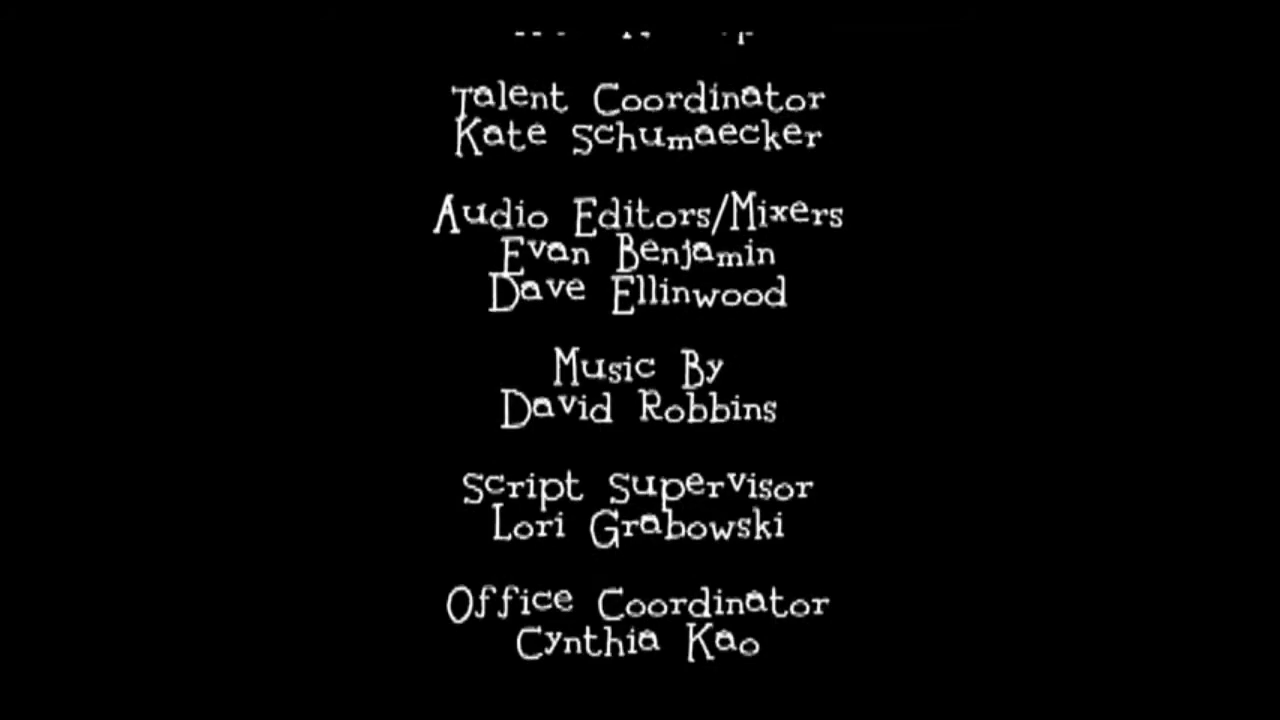 Talent Coordinator
Kate Schumaecker
Audio Editors/Mixers
Evan Benjamin
Dave Ellinwood
Music By
David Robbins
Script Supervisor
Lori Grabowski
Office Coordinator
Cynthia Kao